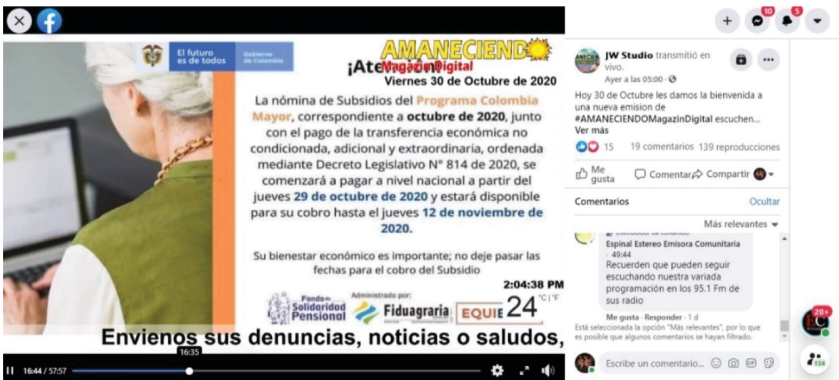 El futuro
es de todos
Gobierno
de Colombia
AMANECIENDO
Magazin Digital
¡Atención!
Viernes 30 de Octubre de 2020
La nómina de Subsidios del Programa Colombia
Mayor, correspondiente a octubre de 2020, junto
con el pago de la transferencia económica no
condicionada, adicional y extraordinaria, ordenada
mediante Decreto Legislativo N° 814 de 2020, se
comenzará a pagar a nivel nacional a partir del
jueves 29 de octubre de 2020 y estará disponible
para su cobro hasta el jueves 12 de noviembre de
2020.
Su bienestar económico es importante; no deje pasar las
fechas para el cobro del Subsidio
2:04:38 PM
Fondo de
Solidaridad
Pensional
Administrado por:
Fiduagraria
EQUIE
24
°C | °F
Envienos sus denuncias, noticias o saludos,
16:35
16:44 / 57:57
10
5
JW Studio transmitió en
vivo.
Ayer a las 05:00
Hoy 30 de Octubre les damos la bienvenida a
una nueva emision de
#AMANECIENDOMagazinDigital escuchen...
Ver más
15
19 comentarios 139 reproducciones
Me gusta
Comentar
Compartir
Comentarios
Ocultar
Más relevantes
Espinal Estereo Emisora Comunitaria
· 49:44
Recuerden que pueden seguir
escuchando nuestra variada
programación en los 95.1 Fm de
sus radio
Me gusta · Responder · 1 d
Está seleccionada la opción "Más relevantes", por lo que
es posible que algunos comentarios se hayan filtrado.
Escribe un comentario...
GIF
20+
134